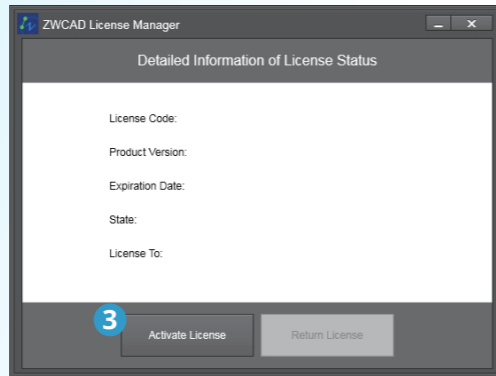 ZWCAD License Manager
Detailed Information of License Status
License Code:
Product Version:
Expiration Date:
State:
License To:
3
Activate License
Return License